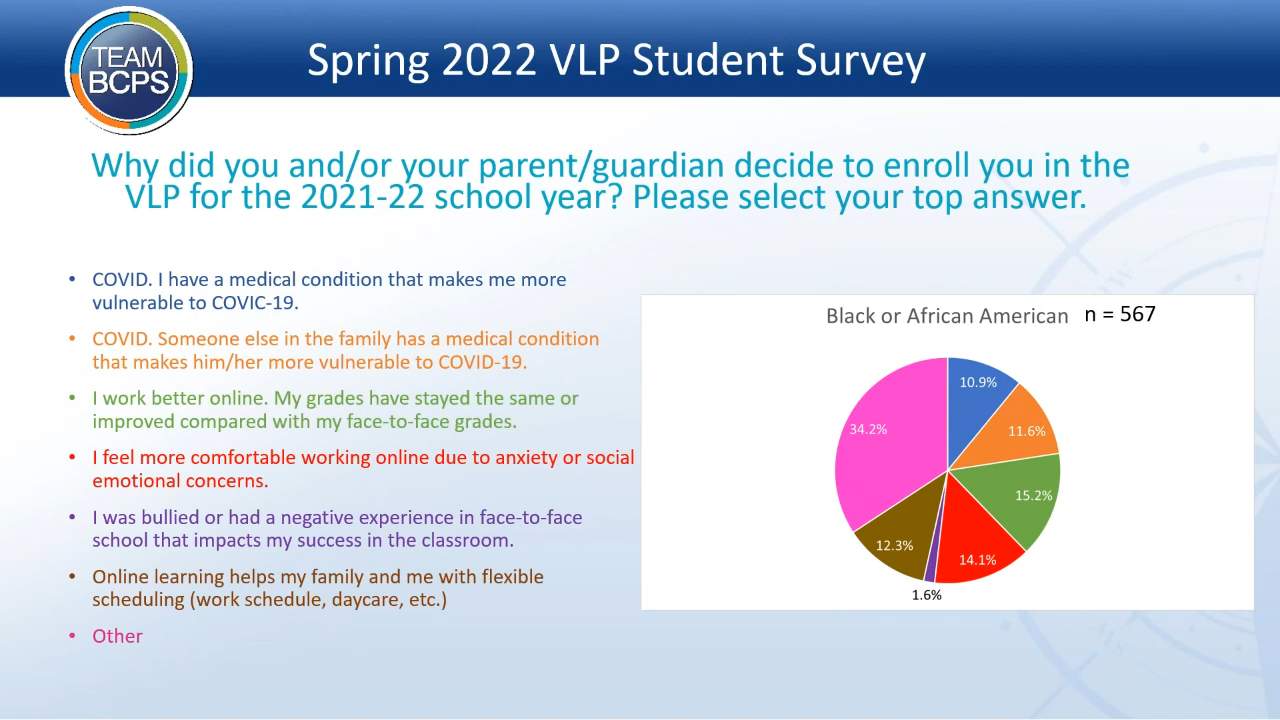 TEAM
BCPS
Spring 2022 VLP Student Survey
Why did you and/or your parent/guardian decide to enroll you in the
VLP for the 2021-22 school year? Please select your top answer.
• COVID. I have a medical condition that makes me more
vulnerable to COVIC-19.
• COVID. Someone else in the family has a medical condition
that makes him/her more vulnerable to COVID-19.
• I work better online. My grades have stayed the same or
improved compared with my face-to-face grades.
• I feel more comfortable working online due to anxiety or social
emotional concerns.
• I was bullied or had a negative experience in face-to-face
school that impacts my success in the classroom.
• Online learning helps my family and me with flexible
scheduling (work schedule, daycare, etc.)
• Other
Black or African American n = 567
10.9%
11.6%
15.2%
14.1%
1.6%
12.3%
34.2%